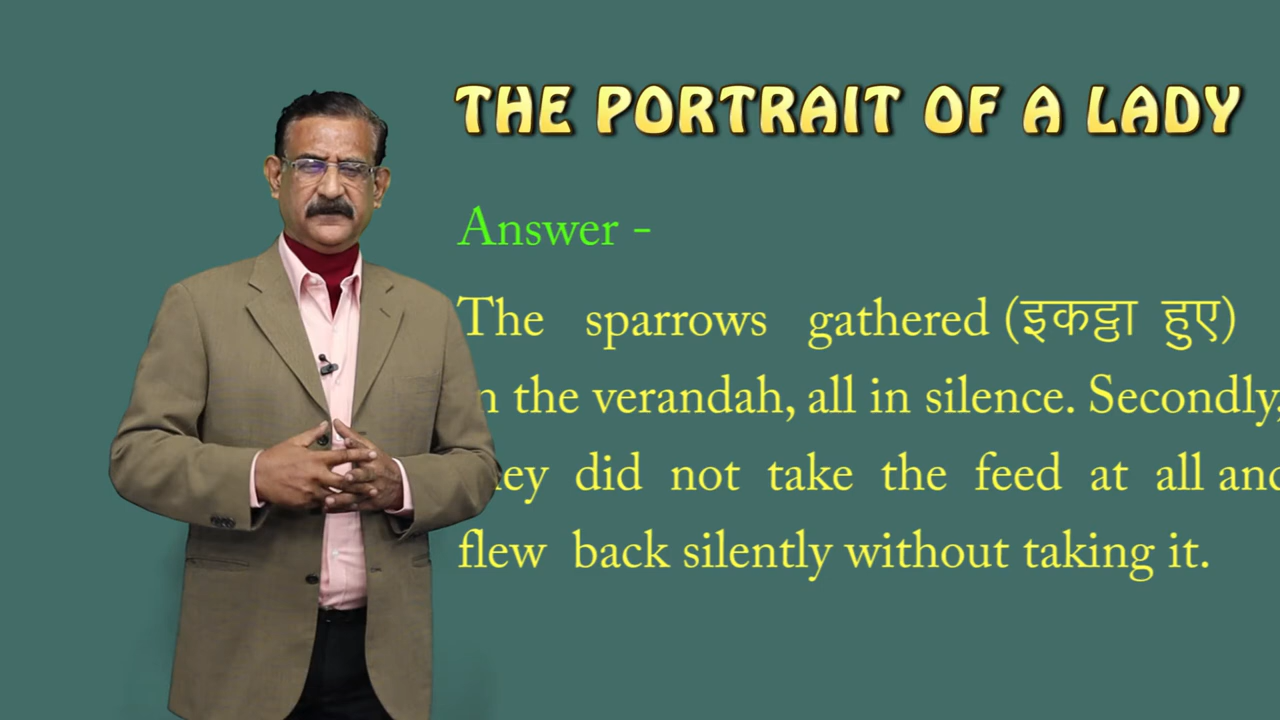 THE PORTRAIT OF A LADY
Answer -
The sparrows gathered (इकट्ठा हुए)
the verandah, all in silence. Secondly,
did not take the feed at all and
flew back silently without taking it.